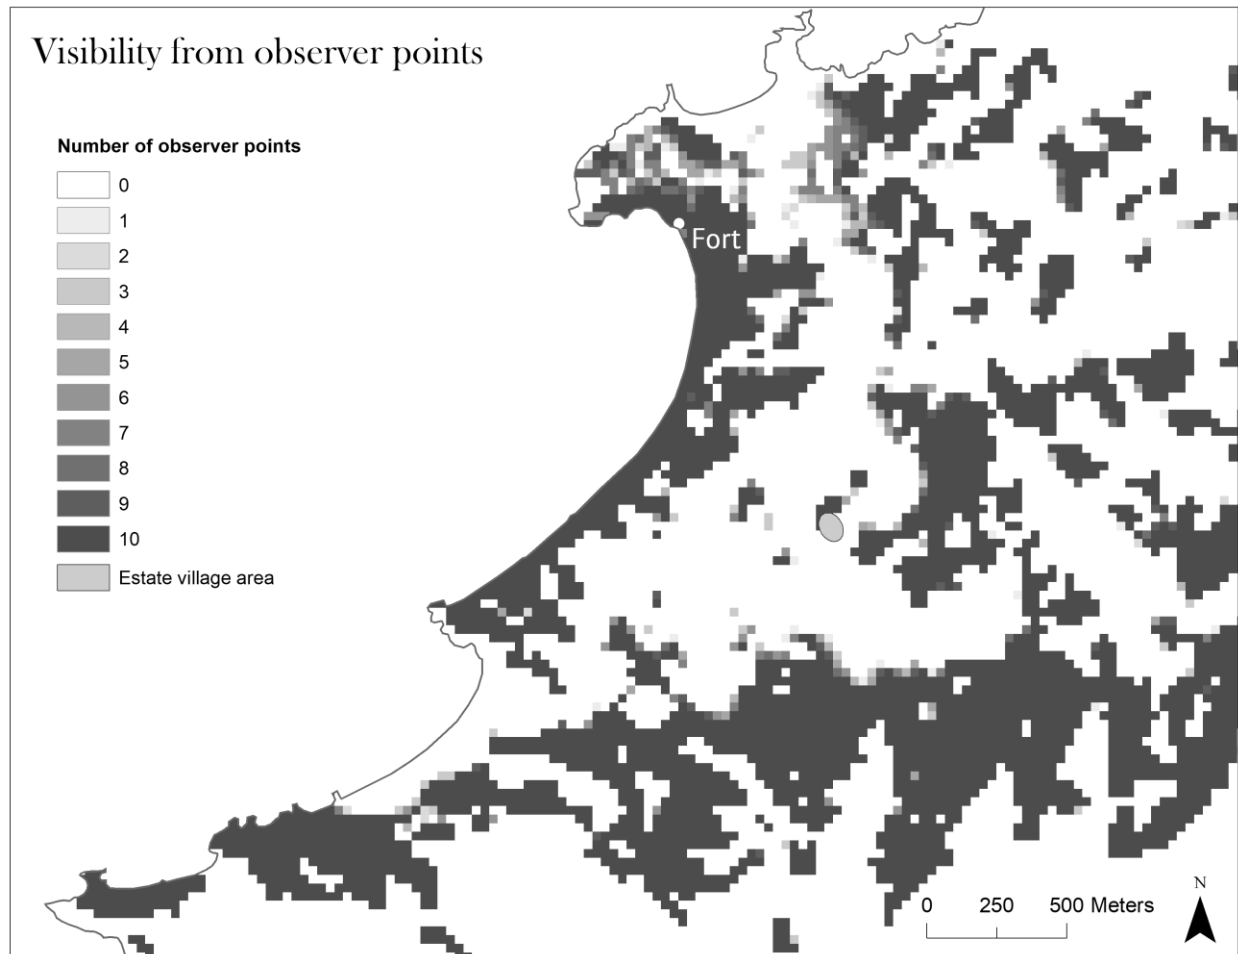 Visibility from observer points
Number of observer points
0
1
2
3
4
5
6
7
8
9
10
Estate village area
Fort
N
0 250 500 Meters